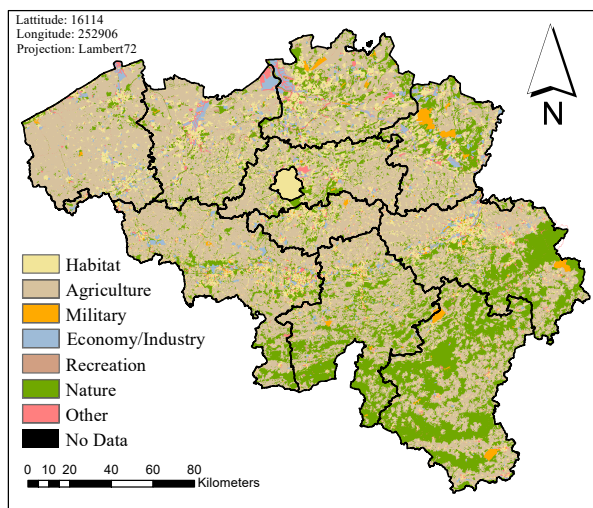 Lattitude: 16114
Longitude: 252906
Projection: Lambert72
N
Habitat
Agriculture
Military
Economy/Industry
Recreation
Nature
Other
No Data
0 10 20 40 60 80
Kilometers